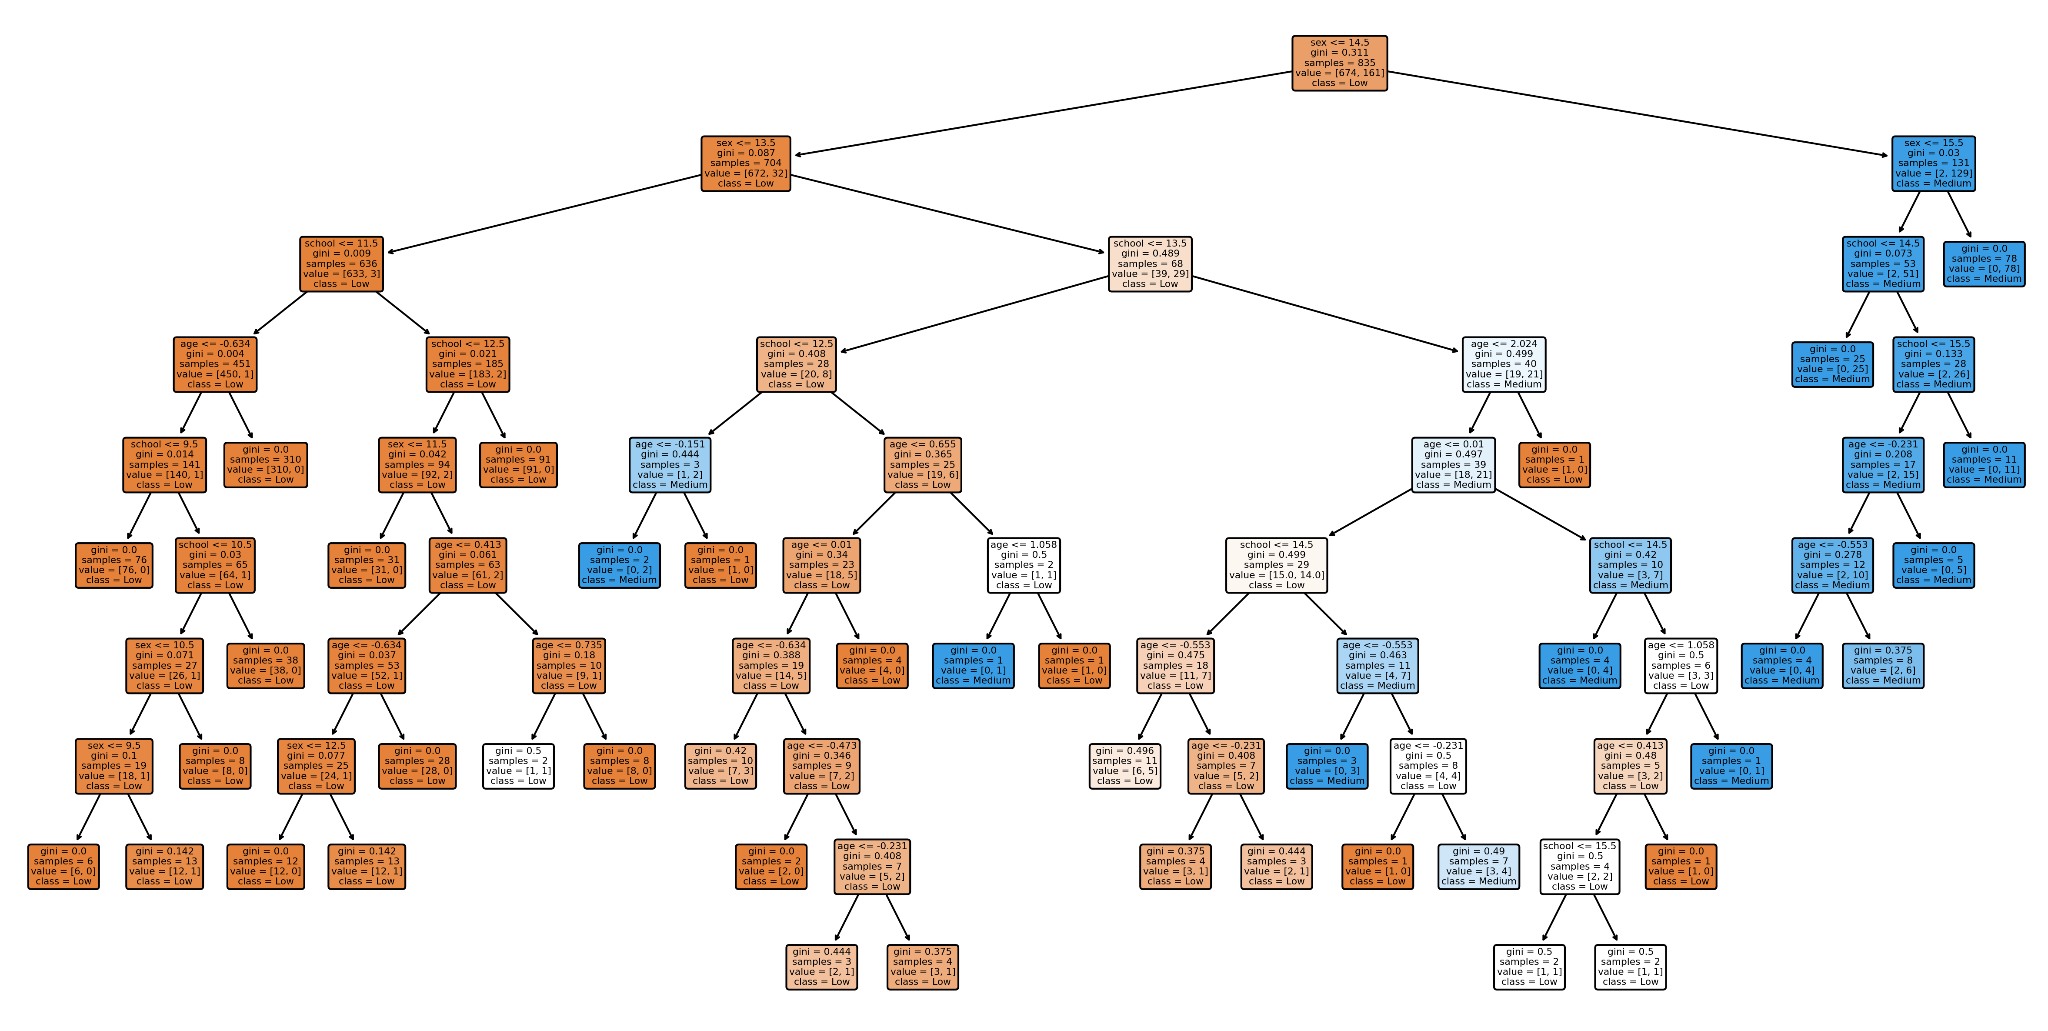 sex <= 14.5
gini = 0.311
samples = 835
value = [674, 161]
class = Low
sex <= 13.5
gini = 0.087
samples = 704
value = [672, 32]
class = Low
sex <= 15.5
gini = 0.03
samples = 131
value = [2, 129]
class = Medium
school <= 11.5
gini = 0.009
samples = 636
value = [633, 3]
class = Low
school <= 13.5
gini = 0.489
samples = 68
value = [39, 29]
class = Low
school <= 14.5
gini = 0.073
samples = 53
value = [2, 51]
class = Medium
gini = 0.0
samples = 78
value = [0, 78]
class = Medium
age <= -0.634
gini = 0.004
samples = 451
value = [450, 1]
class = Low
school <= 12.5
gini = 0.021
samples = 185
value = [183, 2]
class = Low
school <= 12.5
gini = 0.408
samples = 28
value = [20, 8]
class = Low
age <= 2.024
gini = 0.499
samples = 40
value = [19, 21]
class = Medium
gini = 0.0
samples = 25
value = [0, 25]
class = Medium
school <= 15.5
gini = 0.133
samples = 28
value = [2, 26]
class = Medium
school <= 9.5
gini = 0.014
samples = 141
value = [140, 1]
class = Low
gini = 0.0
samples = 310
value = [310, 0]
class = Low
sex <= 11.5
gini = 0.042
samples = 94
value = [92, 2]
class = Low
gini = 0.0
samples = 91
value = [91, 0]
class = Low
age <= -0.151
gini = 0.444
samples = 3
value = [1, 2]
class = Medium
age <= 0.655
gini = 0.365
samples = 25
value = [19, 6]
class = Low
age <= 0.01
gini = 0.497
samples = 39
value = [18, 21]
class = Medium
gini = 0.0
samples = 1
value = [1, 0]
class = Low
age <= -0.231
gini = 0.208
samples = 17
value = [2, 15]
class = Medium
gini = 0.0
samples = 11
value = [0, 11]
class = Medium
gini = 0.0
samples = 76
value = [76, 0]
class = Low
school <= 10.5
gini = 0.03
samples = 65
value = [64, 1]
class = Low
gini = 0.0
samples = 31
value = [31, 0]
class = Low
age <= 0.413
gini = 0.061
samples = 63
value = [61, 2]
class = Low
gini = 0.0
samples = 2
value = [0, 2]
class = Medium
gini = 0.0
samples = 1
value = [1, 0]
class = Low
age <= 0.01
gini = 0.34
samples = 23
value = [18, 5]
class = Low
age <= 1.058
gini = 0.5
samples = 2
value = [1, 1]
class = Low
school <= 14.5
gini = 0.499
samples = 29
value = [15.0, 14.0]
class = Low
school <= 14.5
gini = 0.42
samples = 10
value = [3, 7]
class = Medium
age <= -0.553
gini = 0.278
samples = 12
value = [2, 10]
class = Medium
gini = 0.0
samples = 5
value = [0, 5]
class = Medium
sex <= 10.5
gini = 0.071
samples = 27
value = [26, 1]
class = Low
gini = 0.0
samples = 38
value = [38, 0]
class = Low
age <= -0.634
gini = 0.037
samples = 53
value = [52, 1]
class = Low
age <= 0.735
gini = 0.18
samples = 10
value = [9, 1]
class = Low
age <= -0.634
gini = 0.388
samples = 19
value = [14, 5]
class = Low
gini = 0.0
samples = 4
value = [4, 0]
class = Low
gini = 0.0
samples = 1
value = [0, 1]
class = Medium
gini = 0.0
samples = 1
value = [1, 0]
class = Low
age <= -0.553
gini = 0.475
samples = 18
value = [11, 7]
class = Low
age <= -0.553
gini = 0.463
samples = 11
value = [4, 7]
class = Medium
gini = 0.0
samples = 4
value = [0, 4]
class = Medium
age <= 1.058
gini = 0.5
samples = 6
value = [3, 3]
class = Low
gini = 0.0
samples = 4
value = [0, 4]
class = Medium
gini = 0.375
samples = 8
value = [2, 6]
class = Medium
sex <= 9.5
gini = 0.1
samples = 19
value = [18, 1]
class = Low
gini = 0.0
samples = 8
value = [8, 0]
class = Low
sex <= 12.5
gini = 0.077
samples = 25
value = [24, 1]
class = Low
gini = 0.0
samples = 28
value = [28, 0]
class = Low
gini = 0.5
samples = 2
value = [1, 1]
class = Low
gini = 0.0
samples = 8
value = [8, 0]
class = Low
gini = 0.42
samples = 10
value = [7, 3]
class = Low
age <= -0.473
gini = 0.346
samples = 9
value = [7, 2]
class = Low
gini = 0.496
samples = 11
value = [6, 5]
class = Low
age <= -0.231
gini = 0.408
samples = 7
value = [5, 2]
class = Low
gini = 0.0
samples = 3
value = [0, 3]
class = Medium
age <= -0.231
gini = 0.5
samples = 8
value = [4, 4]
class = Low
age <= 0.413
gini = 0.48
samples = 5
value = [3, 2]
class = Low
gini = 0.0
samples = 1
value = [0, 1]
class = Medium
gini = 0.0
samples = 6
value = [6, 0]
class = Low
gini = 0.142
samples = 13
value = [12, 1]
class = Low
gini = 0.0
samples = 12
value = [12, 0]
class = Low
gini = 0.142
samples = 13
value = [12, 1]
class = Low
gini = 0.0
samples = 2
value = [2, 0]
class = Low
age <= -0.231
gini = 0.408
samples = 7
value = [5, 2]
class = Low
gini = 0.375
samples = 4
value = [3, 1]
class = Low
gini = 0.444
samples = 3
value = [2, 1]
class = Low
gini = 0.0
samples = 1
value = [1, 0]
class = Low
gini = 0.49
samples = 7
value = [3, 4]
class = Medium
school <= 15.5
gini = 0.5
samples = 4
value = [2, 2]
class = Low
gini = 0.0
samples = 1
value = [1, 0]
class = Low
gini = 0.444
samples = 3
value = [2, 1]
class = Low
gini = 0.375
samples = 4
value = [3, 1]
class = Low
gini = 0.5
samples = 2
value = [1, 1]
class = Low
gini = 0.5
samples = 2
value = [1, 1]
class = Low